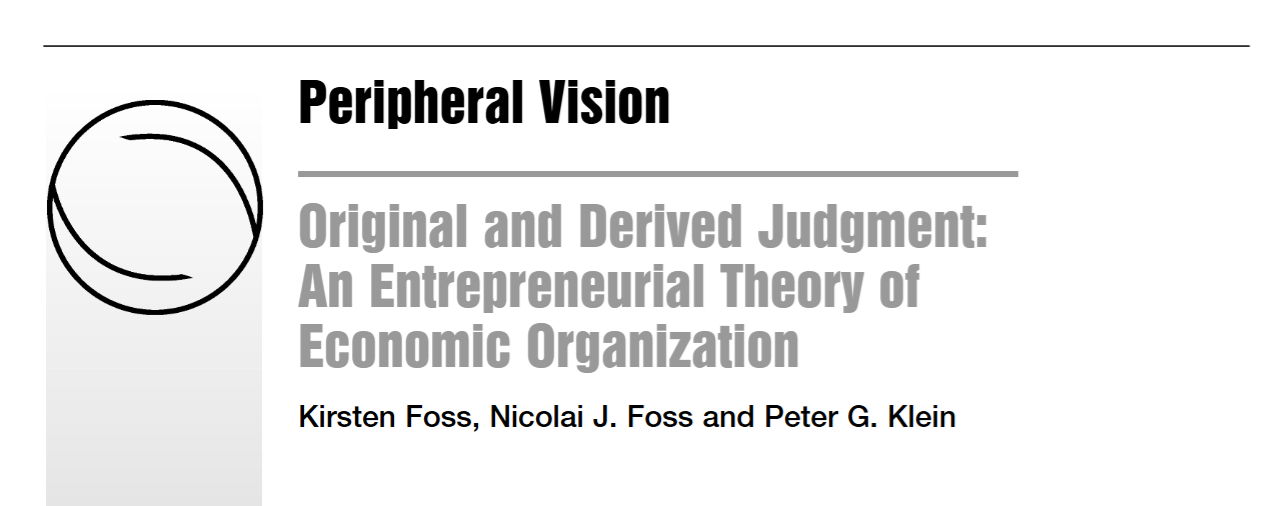 Peripheral Vision
Original and Derived Judgment:
An Entrepreneurial Theory of
Economic Organization
Kirsten Foss, Nicolai J. Foss and Peter G. Klein